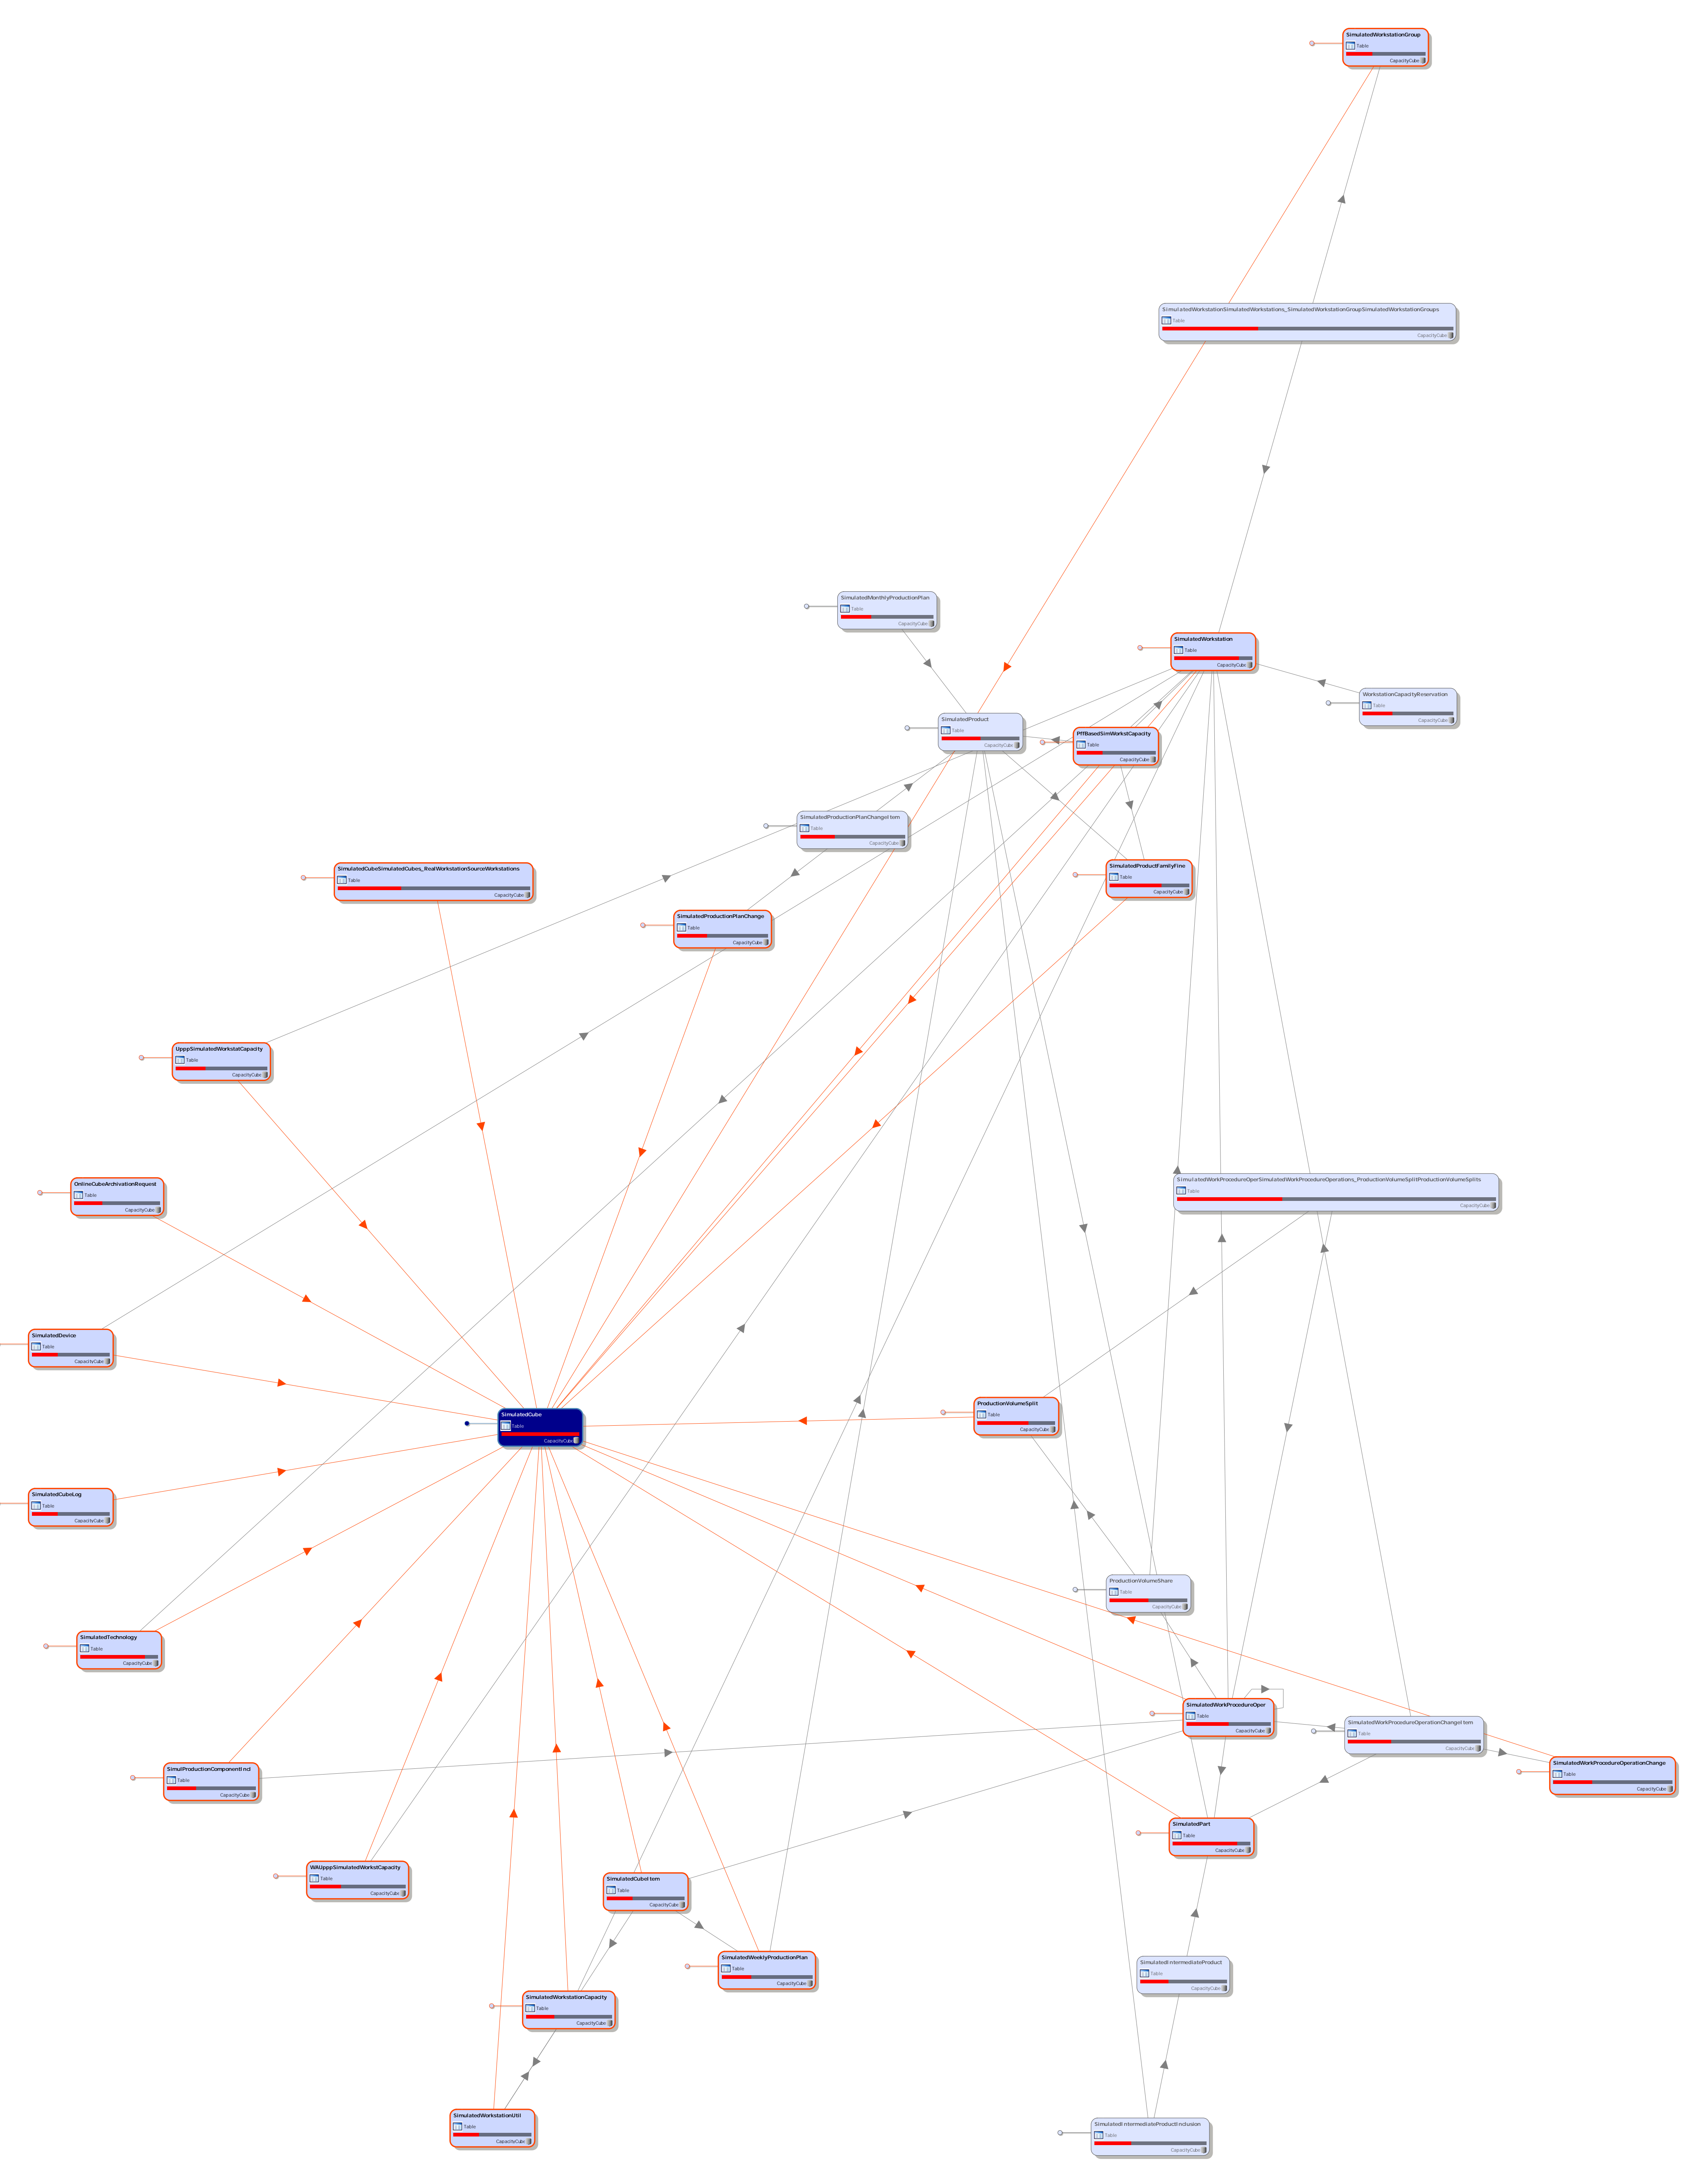 SimulatedWorkstationGroup
Table
CapacityCube
SimulatedWorkstationSimulatedWorkstations_SimulatedWorkstationGroupSimulatedWorkstationGroups
Table
CapacityCube
SimulatedMonthlyProductionPlan
Table
CapacityCube
SimulatedWorkstation
Table
CapacityCube
WorkstationCapacityReservation
Table
CapacityCube
SimulatedProduct
Table
CapacityCube
PffBasedSimWorkstCapacity
Table
CapacityCube
SimulatedProductionPlanChangeItem
Table
CapacityCube
SimulatedCubeSimulatedCubes_RealWorkstationSourceWorkstations
Table
CapacityCube
SimulatedProductFamilyFine
Table
CapacityCube
SimulatedProductionPlanChange
Table
CapacityCube
UpppSimulatedWorkstatCapacity
Table
CapacityCube
OnlineCubeArchivationRequest
Table
CapacityCube
SimulatedWorkProcedureOperSimulatedWorkProcedureOperations_ProductionVolumeSplitProductionVolumeSplits
Table
CapacityCube
SimulatedDevice
Table
CapacityCube
SimulatedCube
Table
CapacityCube
ProductionVolumeSplit
Table
CapacityCube
SimulatedCubeLog
Table
CapacityCube
ProductionVolumeShare
Table
CapacityCube
SimulatedTechnology
Table
CapacityCube
SimulatedWorkProcedureOper
Table
CapacityCube
SimulatedWorkProcedureOperationChangeItem
Table
CapacityCube
SimulatedWorkProcedureOperationChange
Table
CapacityCube
SimulProductionComponentIncl
Table
CapacityCube
SimulatedPart
Table
CapacityCube
WAUpppSimulatedWorkstCapacity
Table
CapacityCube
SimulatedCubeItem
Table
CapacityCube
SimulatedWeeklyProductionPlan
Table
CapacityCube
SimulatedIntermediateProduct
Table
CapacityCube
SimulatedWorkstationCapacity
Table
CapacityCube
SimulatedWorkstationUtil
Table
CapacityCube
SimulatedIntermediateProductInclusion
Table
CapacityCube